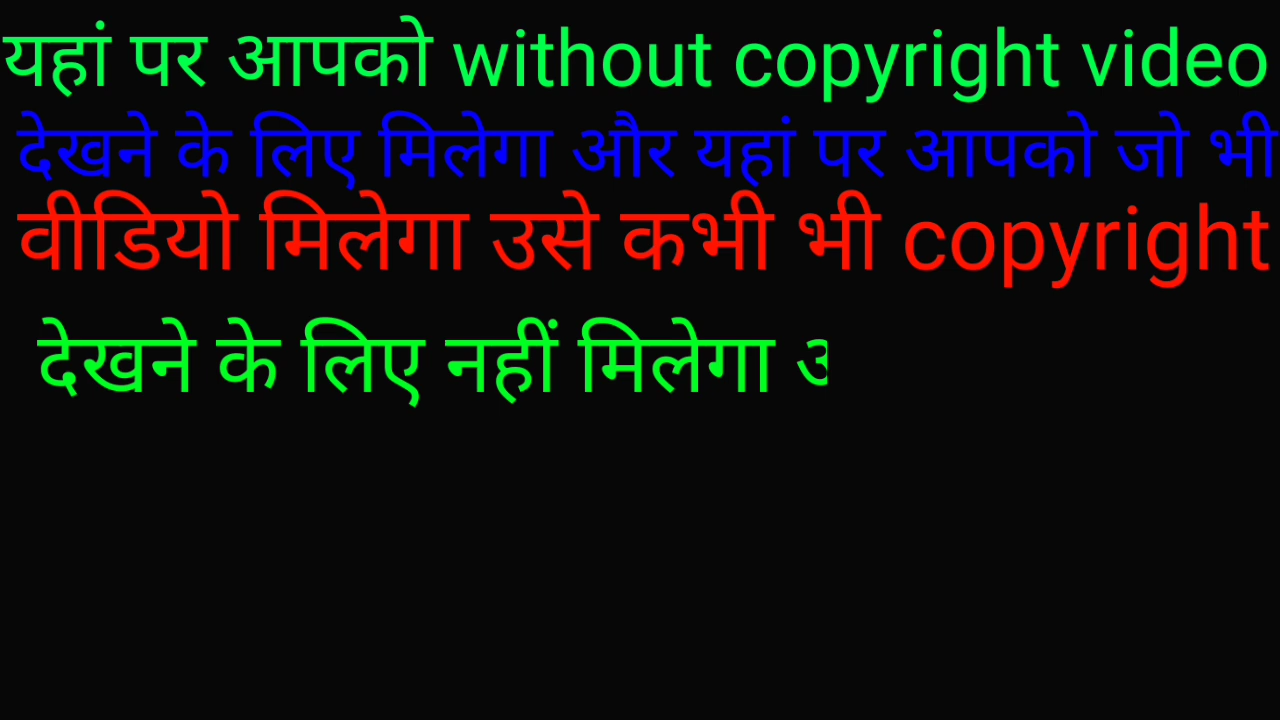 यहां पर आपको without copyright video
देखने के लिए मिलेगा और यहां पर आपको जो भी
वीडियो मिलेगा उसे कभी भी copyright
देखने के लिए नहीं मिलेगा